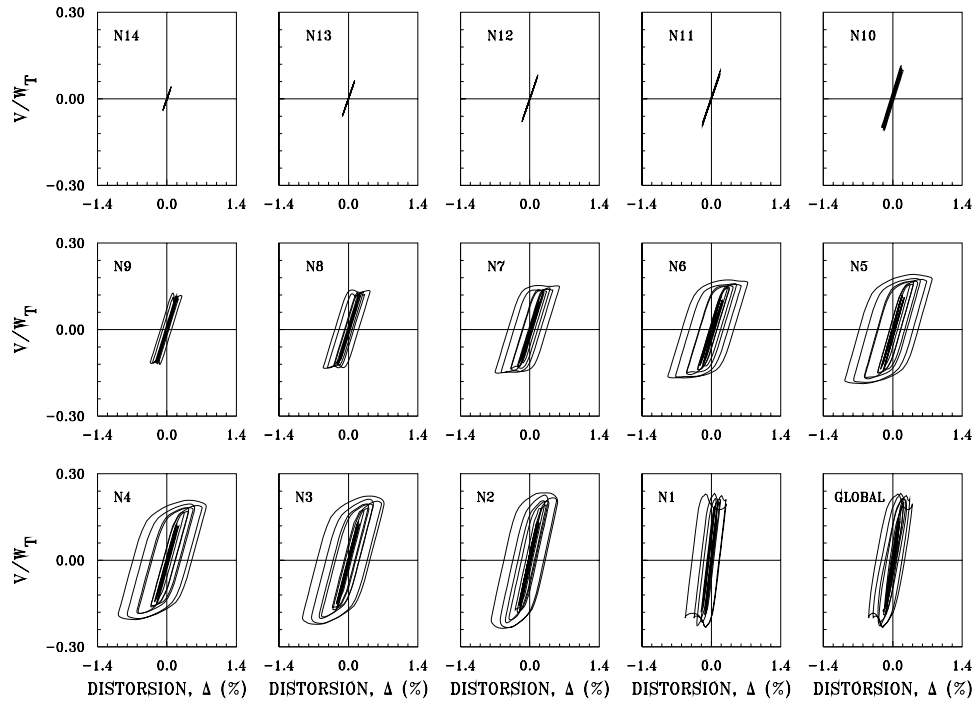 0.30
N14 N13 N12 N11 N10
V/W_T 0.00
−0.30
−1.4 0.0 1.4 −1.4 0.0 1.4 −1.4 0.0 1.4 −1.4 0.0 1.4 −1.4 0.0 1.4
0.30
N9 N8 N7 N6 N5
V/W_T 0.00
−0.30
−1.4 0.0 1.4 −1.4 0.0 1.4 −1.4 0.0 1.4 −1.4 0.0 1.4 −1.4 0.0 1.4
0.30
N4 N3 N2 N1 GLOBAL
V/W_T 0.00
−0.30
−1.4 0.0 1.4 −1.4 0.0 1.4 −1.4 0.0 1.4 −1.4 0.0 1.4 −1.4 0.0 1.4
DISTORSION, Δ (%) DISTORSION, Δ (%) DISTORSION, Δ (%) DISTORSION, Δ (%) DISTORSION, Δ (%)